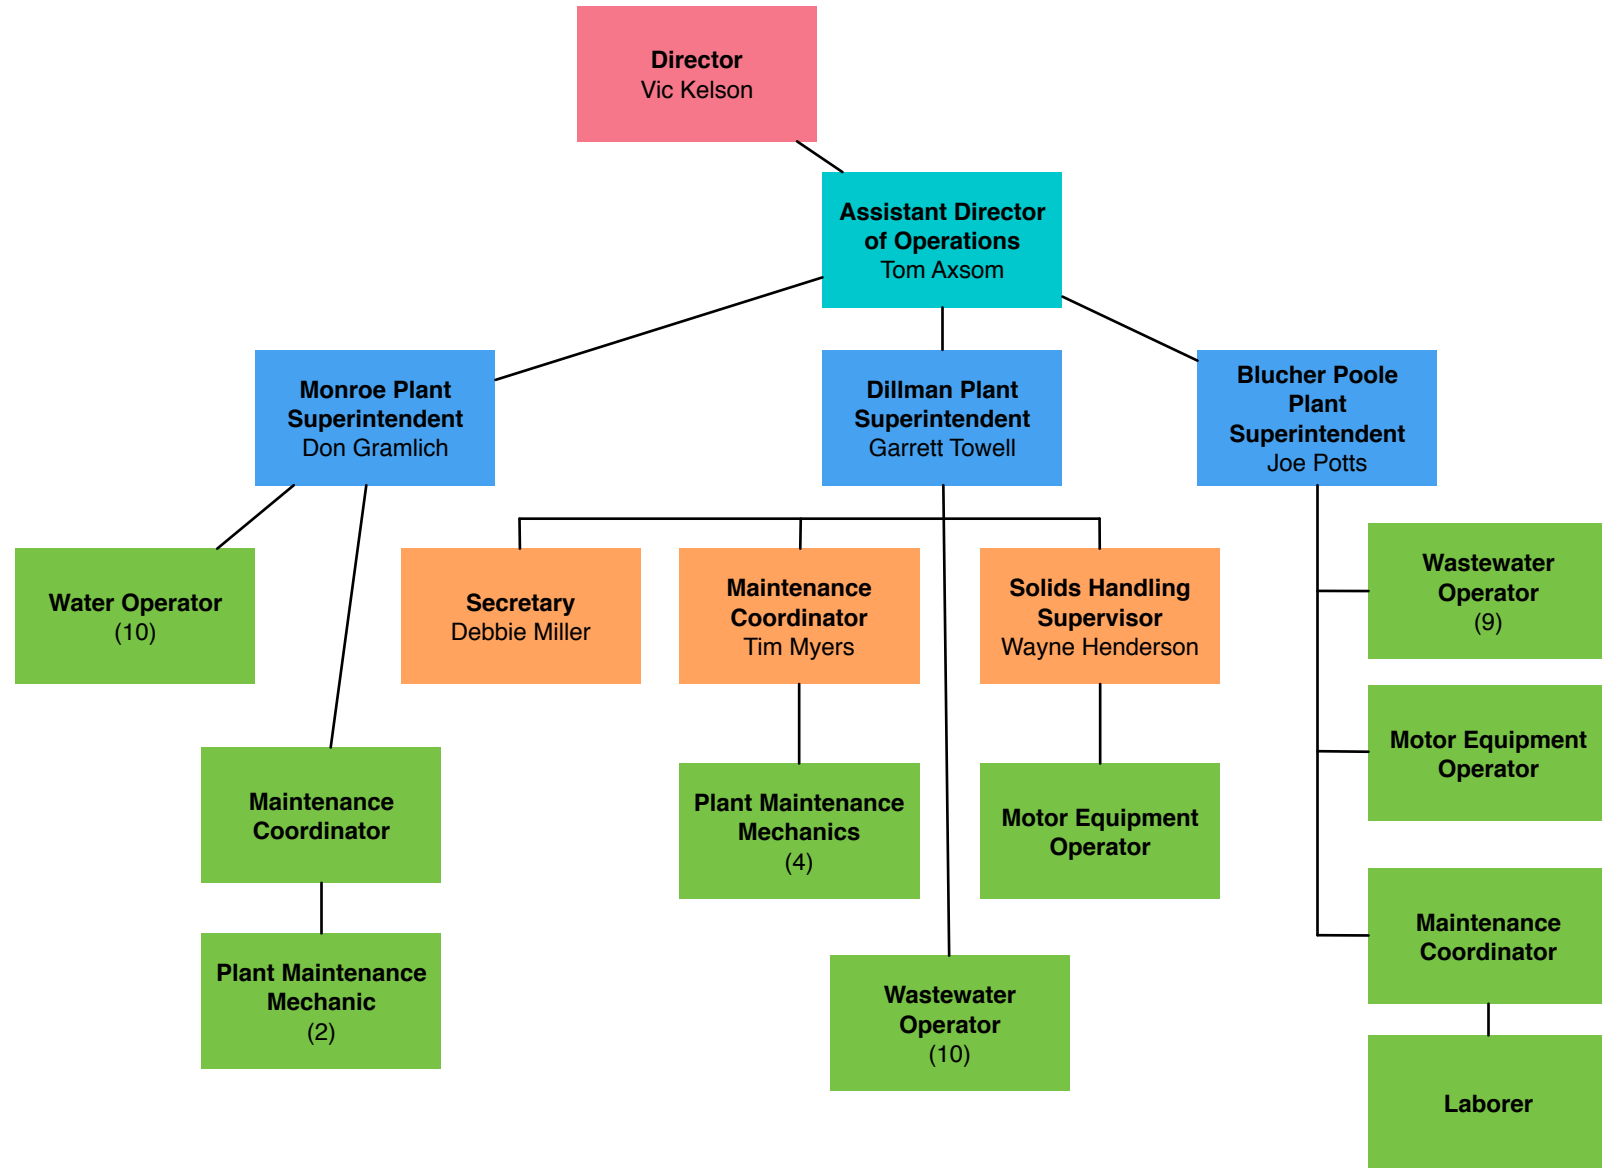 Director
Vic Kelson
Assistant Director
of Operations
Tom Axsom
Monroe Plant
Superintendent
Don Gramlich
Dillman Plant
Superintendent
Garrett Towell
Blucher Poole
Plant
Superintendent
Joe Potts
Water Operator
(10)
Secretary
Debbie Miller
Maintenance
Coordinator
Tim Myers
Solids Handling
Supervisor
Wayne Henderson
Wastewater
Operator
(9)
Motor Equipment
Operator
Maintenance
Coordinator
Plant Maintenance
Mechanics
(4)
Motor Equipment
Operator
Maintenance
Coordinator
Plant Maintenance
Mechanic
(2)
Wastewater
Operator
(10)
Laborer